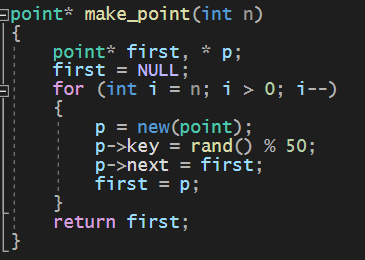 point* make_point(int n)
{
point* first, * p;
first = NULL;
for (int i = n; i > 0; i--)
{
p = new(point);
p->key = rand() % 50;
p->next = first;
first = p;
}
return first;
}